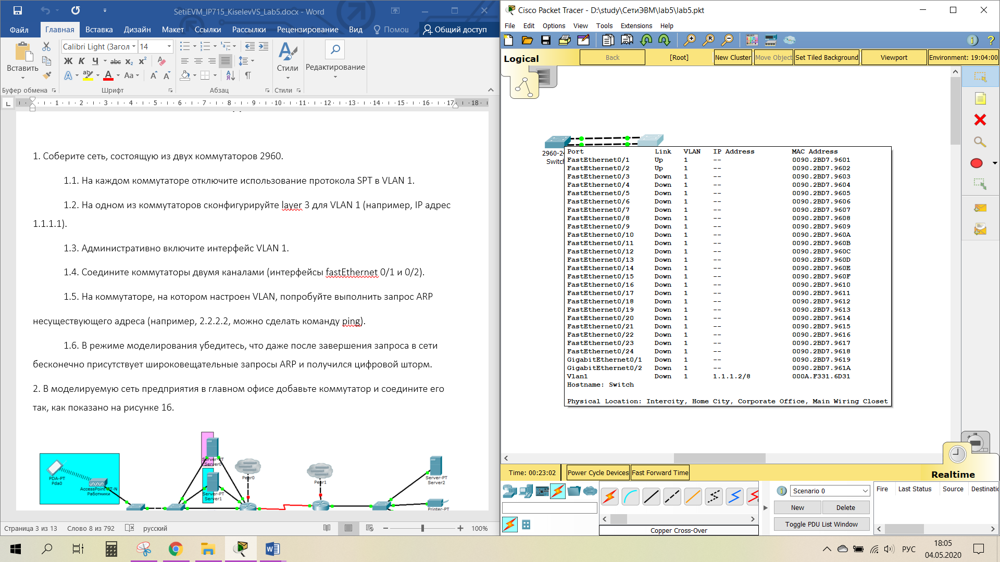 SetiEVM_IP715_KiselevVS_Lab5.docx - Word
Файл Главная Вставка Дизайн Макет Ссылки Рассылки Рецензирование Вид Помощ Общий доступ
Вставить
Calibri Light (Загол 14
Ж К Ч abc x₂ x²
Стили
Редактирование
Буфер обмена Шрифт Абзац Стили
1 2 3 4 5 6 7 8 9 10 11 12 13 14 15 16 17 18
1. Соберите сеть, состоящую из двух коммутаторов 2960.
1.1. На каждом коммутаторе отключите использование протокола SPT в VLAN 1.
1.2. На одном из коммутаторов сконфигурируйте layer 3 для VLAN 1 (например, IP адрес
1.1.1.1).
1.3. Административно включите интерфейс VLAN 1.
1.4. Соедините коммутаторы двумя каналами (интерфейсы fastEthernet 0/1 и 0/2).
1.5. На коммутаторе, на котором настроен VLAN, попробуйте выполнить запрос ARP
несуществующего адреса (например, 2.2.2.2, можно сделать команду ping).
1.6. В режиме моделирования убедитесь, что даже после завершения запроса в сети
бесконечно присутствует широковещательные запросы ARP и получился цифровой шторм.
2. В моделируемую сеть предприятия в главном офисе добавьте коммутатор и соедините его
так, как показано на рисунке 16.
PDA-PT
Pda0
AccessPoint-PT-N
Работники
Server-PT
Server0
Server-PT
Server1
Peer0
Peer1
Server-PT
Server2
Printer-PT
Страница 3 из 13 Слово 8 из 792 русский 100%
Cisco Packet Tracer - D:\study\СетиЭВМ\lab5\lab5.pkt
File Edit Options View Tools Extensions Help
Logical Back [Root] New Cluster Move Object Set Tiled Background Viewport Environment: 19:04:00
2960-24
Switch
Port Link VLAN IP Address MAC Address
FastEthernet0/1 Up 1 -- 0090.2BD7.9601
FastEthernet0/2 Up 1 -- 0090.2BD7.9602
FastEthernet0/3 Down 1 -- 0090.2BD7.9603
FastEthernet0/4 Down 1 -- 0090.2BD7.9604
FastEthernet0/5 Down 1 -- 0090.2BD7.9605
FastEthernet0/6 Down 1 -- 0090.2BD7.9606
FastEthernet0/7 Down 1 -- 0090.2BD7.9607
FastEthernet0/8 Down 1 -- 0090.2BD7.9608
FastEthernet0/9 Down 1 -- 0090.2BD7.9609
FastEthernet0/10 Down 1 -- 0090.2BD7.960A
FastEthernet0/11 Down 1 -- 0090.2BD7.960B
FastEthernet0/12 Down 1 -- 0090.2BD7.960C
FastEthernet0/13 Down 1 -- 0090.2BD7.960D
FastEthernet0/14 Down 1 -- 0090.2BD7.960E
FastEthernet0/15 Down 1 -- 0090.2BD7.960F
FastEthernet0/16 Down 1 -- 0090.2BD7.9610
FastEthernet0/17 Down 1 -- 0090.2BD7.9611
FastEthernet0/18 Down 1 -- 0090.2BD7.9612
FastEthernet0/19 Down 1 -- 0090.2BD7.9613
FastEthernet0/20 Down 1 -- 0090.2BD7.9614
FastEthernet0/21 Down 1 -- 0090.2BD7.9615
FastEthernet0/22 Down 1 -- 0090.2BD7.9616
FastEthernet0/23 Down 1 -- 0090.2BD7.9617
FastEthernet0/24 Down 1 -- 0090.2BD7.9618
GigabitEthernet0/1 Down 1 -- 0090.2BD7.9619
GigabitEthernet0/2 Down 1 -- 0090.2BD7.961A
Vlan1 Down 1 1.1.1.2/8 000A.F331.6D31
Hostname: Switch
Physical Location: Intercity, Home City, Corporate Office, Main Wiring Closet
Time: 00:23:02 Power Cycle Devices Fast Forward Time
Realtime
Scenario 0
New Delete
Toggle PDU List Window
Fire Last Status Source Destinatio
Copper Cross-Over
РУС
18:05
04.05.2020